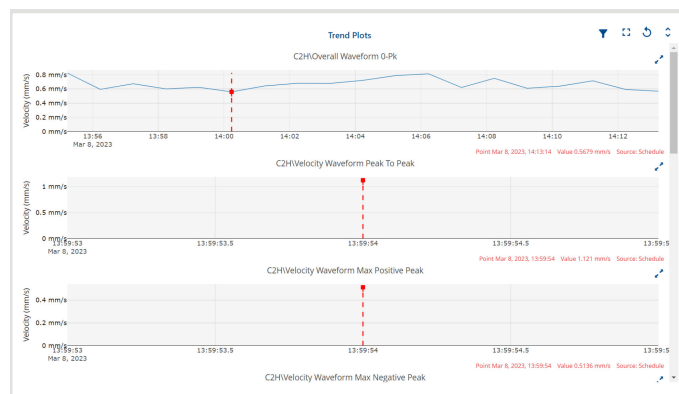 Trend Plots
C2H\Overall Waveform 0-Pk
Velocity (mm/s)
0.8 mm/s
0.6 mm/s
0.4 mm/s
0.2 mm/s
0 mm/s
13:56 13:58 14:00 14:02 14:04 14:06 14:08 14:10 14:12
Mar 8, 2023
Point Mar 8, 2023, 14:13:14 Value 0.5679 mm/s Source: Schedule
C2H\Velocity Waveform Peak To Peak
Velocity (mm/s)
1 mm/s
0.5 mm/s
0 mm/s
13:59:53 13:59:53.5 13:59:54 13:59:54.5 13:59:5
Mar 8, 2023
Point Mar 8, 2023, 13:59:54 Value 1.121 mm/s Source: Schedule
C2H\Velocity Waveform Max Positive Peak
Velocity (mm/s)
0.4 mm/s
0.2 mm/s
0 mm/s
13:59:53 13:59:53.5 13:59:54 13:59:54.5 13:59:5
Mar 8, 2023
Point Mar 8, 2023, 13:59:54 Value 0.5136 mm/s Source: Schedule
C2H\Velocity Waveform Max Negative Peak